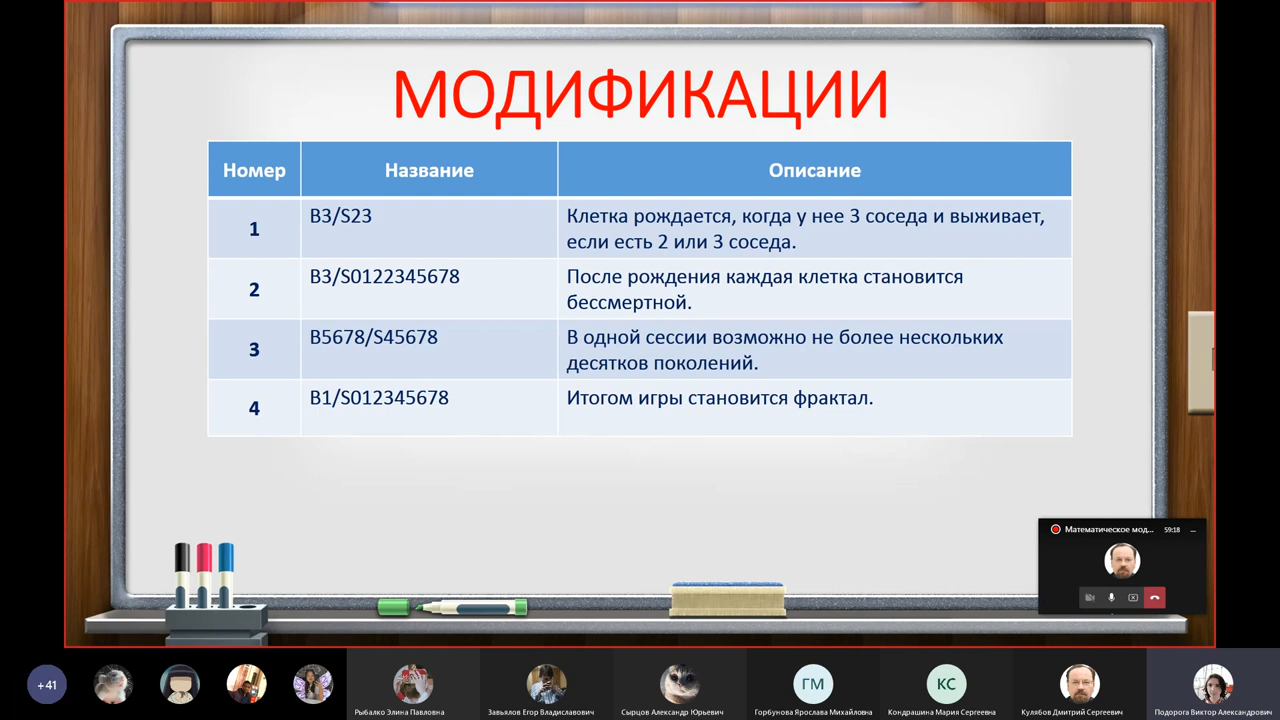 МОДИФИКАЦИИ
Номер Название Описание
1 B3/S23 Клетка рождается, когда у нее 3 соседа и выживает,
если есть 2 или 3 соседа.
2 B3/S0122345678 После рождения каждая клетка становится
бессмертной.
3 B5678/S45678 В одной сессии возможно не более нескольких
десятков поколений.
4 B1/S012345678 Итогом игры становится фрактал.
Математическое мод... 59:18
+41
ГМ
КС
Рыбалко Элина Павловна
Завьялов Егор Владиславович
Сырцов Александр Юрьевич
Горбунова Ярослава Михайловна
Кондрашина Мария Сергеевна
Кулябов Дмитрий Сергеевич
Подорога Виктор Александрович